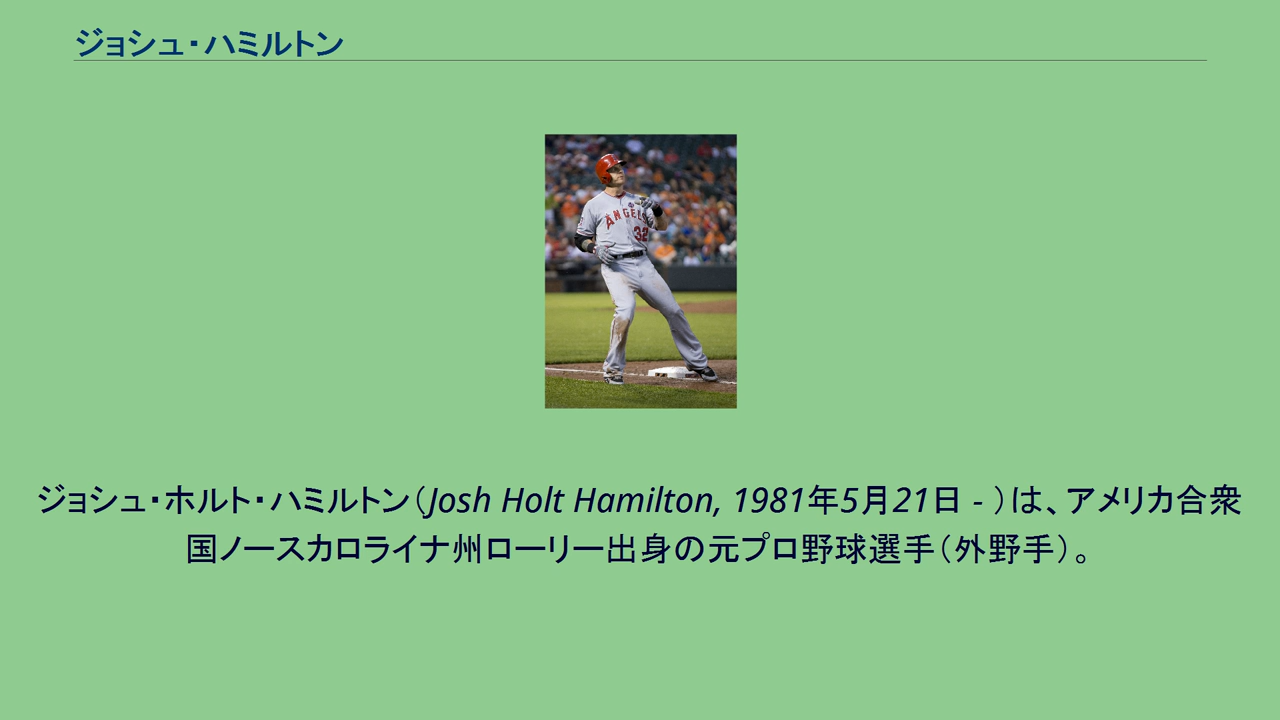 ジョシュ・ハミルトン
ANGELS
32
ジョシュ・ホルト・ハミルトン（Josh Holt Hamilton, 1981年5月21日 - ）は、アメリカ合衆
国ノースカロライナ州ローリー出身の元プロ野球選手（外野手）。